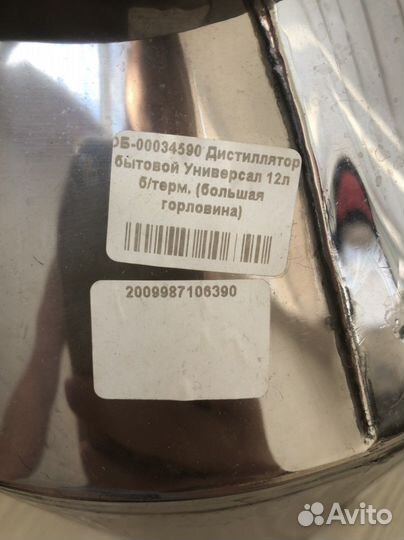 ОБ-00034590 Дистиллятор
бытовой Универсал 12л
б/терм. (большая
горловина)
2009987106390
Avito